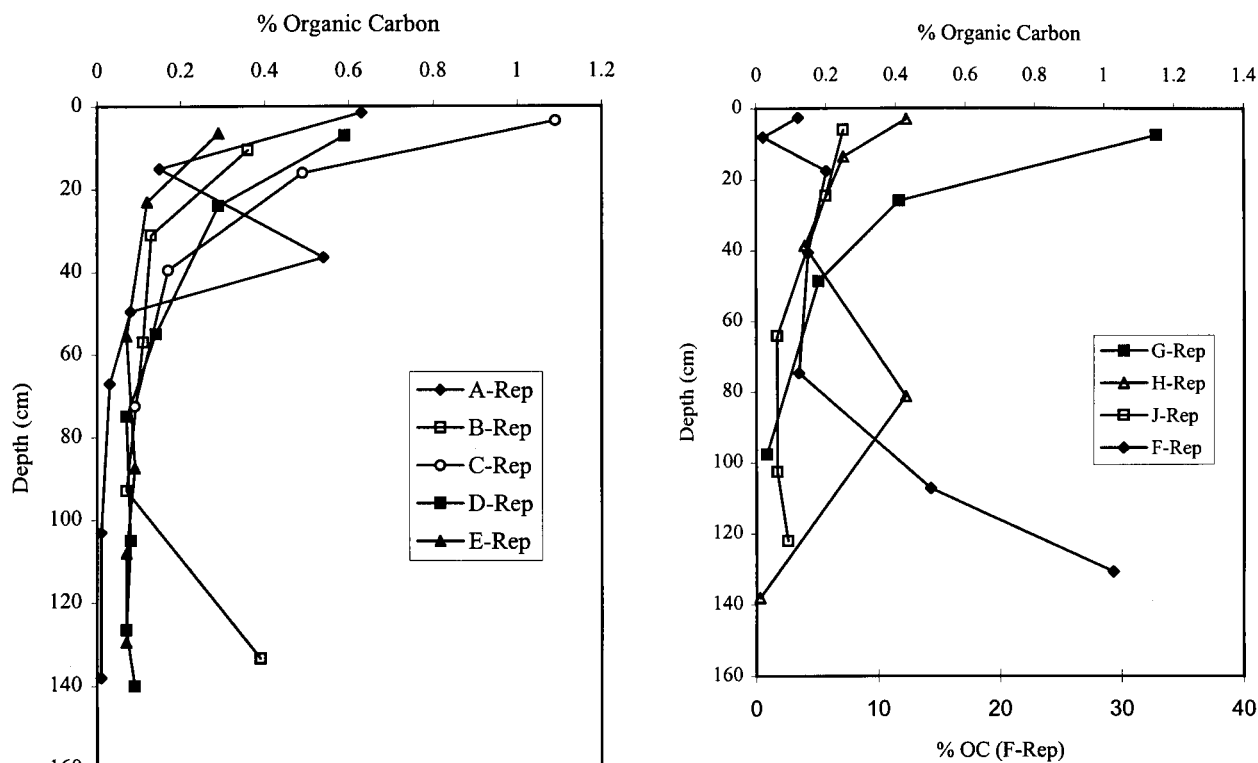 % Organic Carbon
0 0.2 0.4 0.6 0.8 1 1.2
0
20
40
60
80
100
120
140
160
Depth (cm)
A-Rep
B-Rep
C-Rep
D-Rep
E-Rep
% Organic Carbon
0 0.2 0.4 0.6 0.8 1 1.2 1.4
0
20
40
60
80
100
120
140
160
Depth (cm)
G-Rep
H-Rep
J-Rep
F-Rep
0 10 20 30 40
% OC (F-Rep)